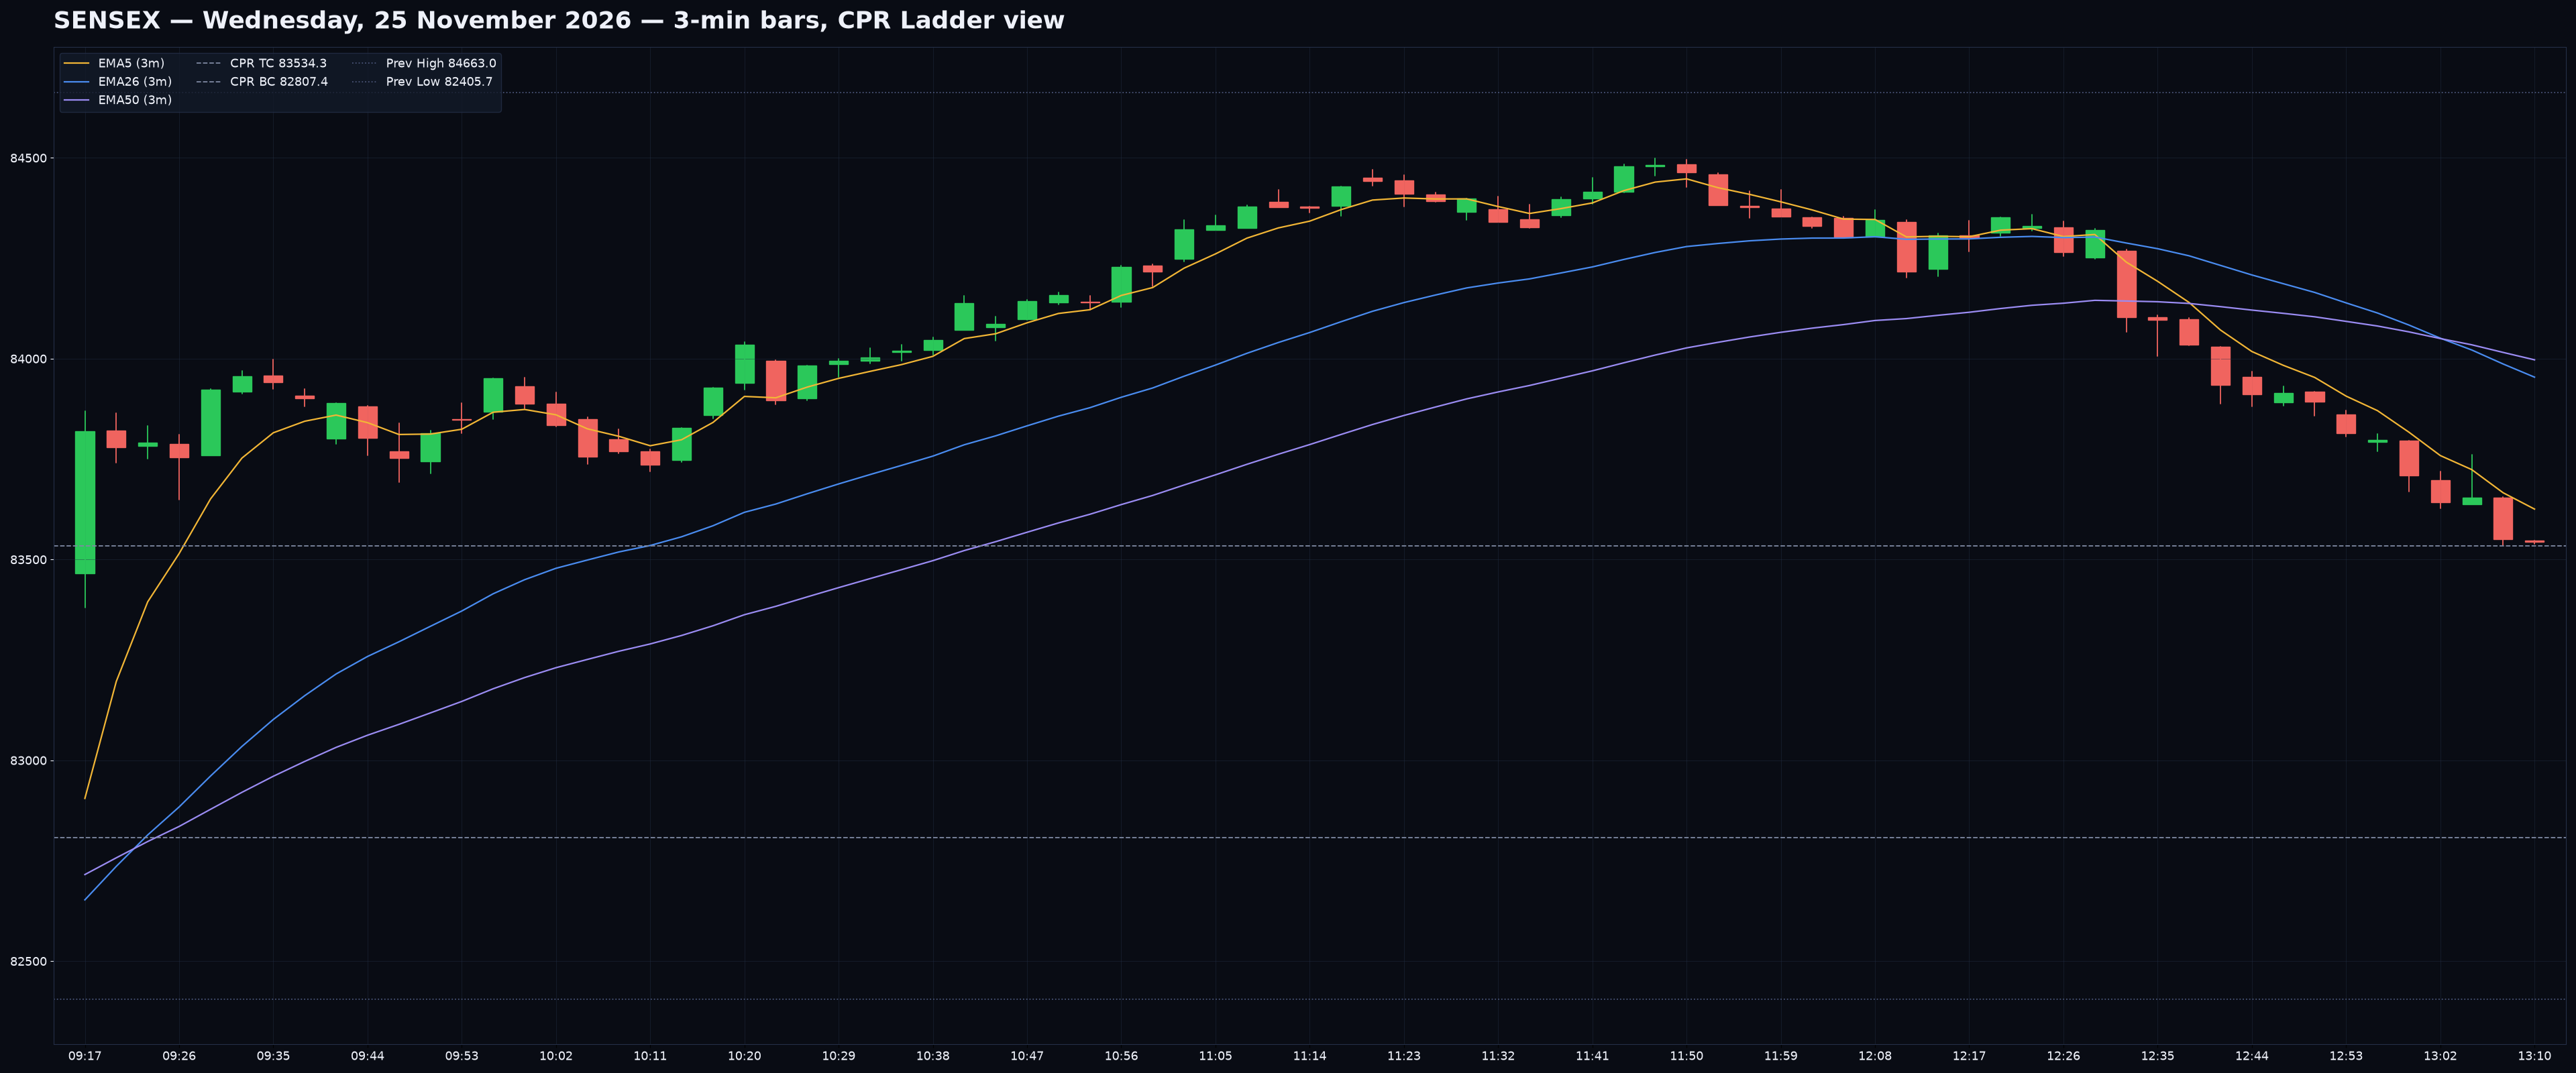 SENSEX — Wednesday, 25 November 2026 — 3-min bars, CPR Ladder view
EMA5 (3m) CPR TC 83534.3 Prev High 84663.0
EMA26 (3m) CPR BC 82807.4 Prev Low 82405.7
EMA50 (3m)
84500
84000
83500
83000
82500
09:17 09:26 09:35 09:44 09:53 10:02 10:11 10:20 10:29 10:38 10:47 10:56 11:05 11:14 11:23 11:32 11:41 11:50 11:59 12:08 12:17 12:26 12:35 12:44 12:53 13:02 13:10